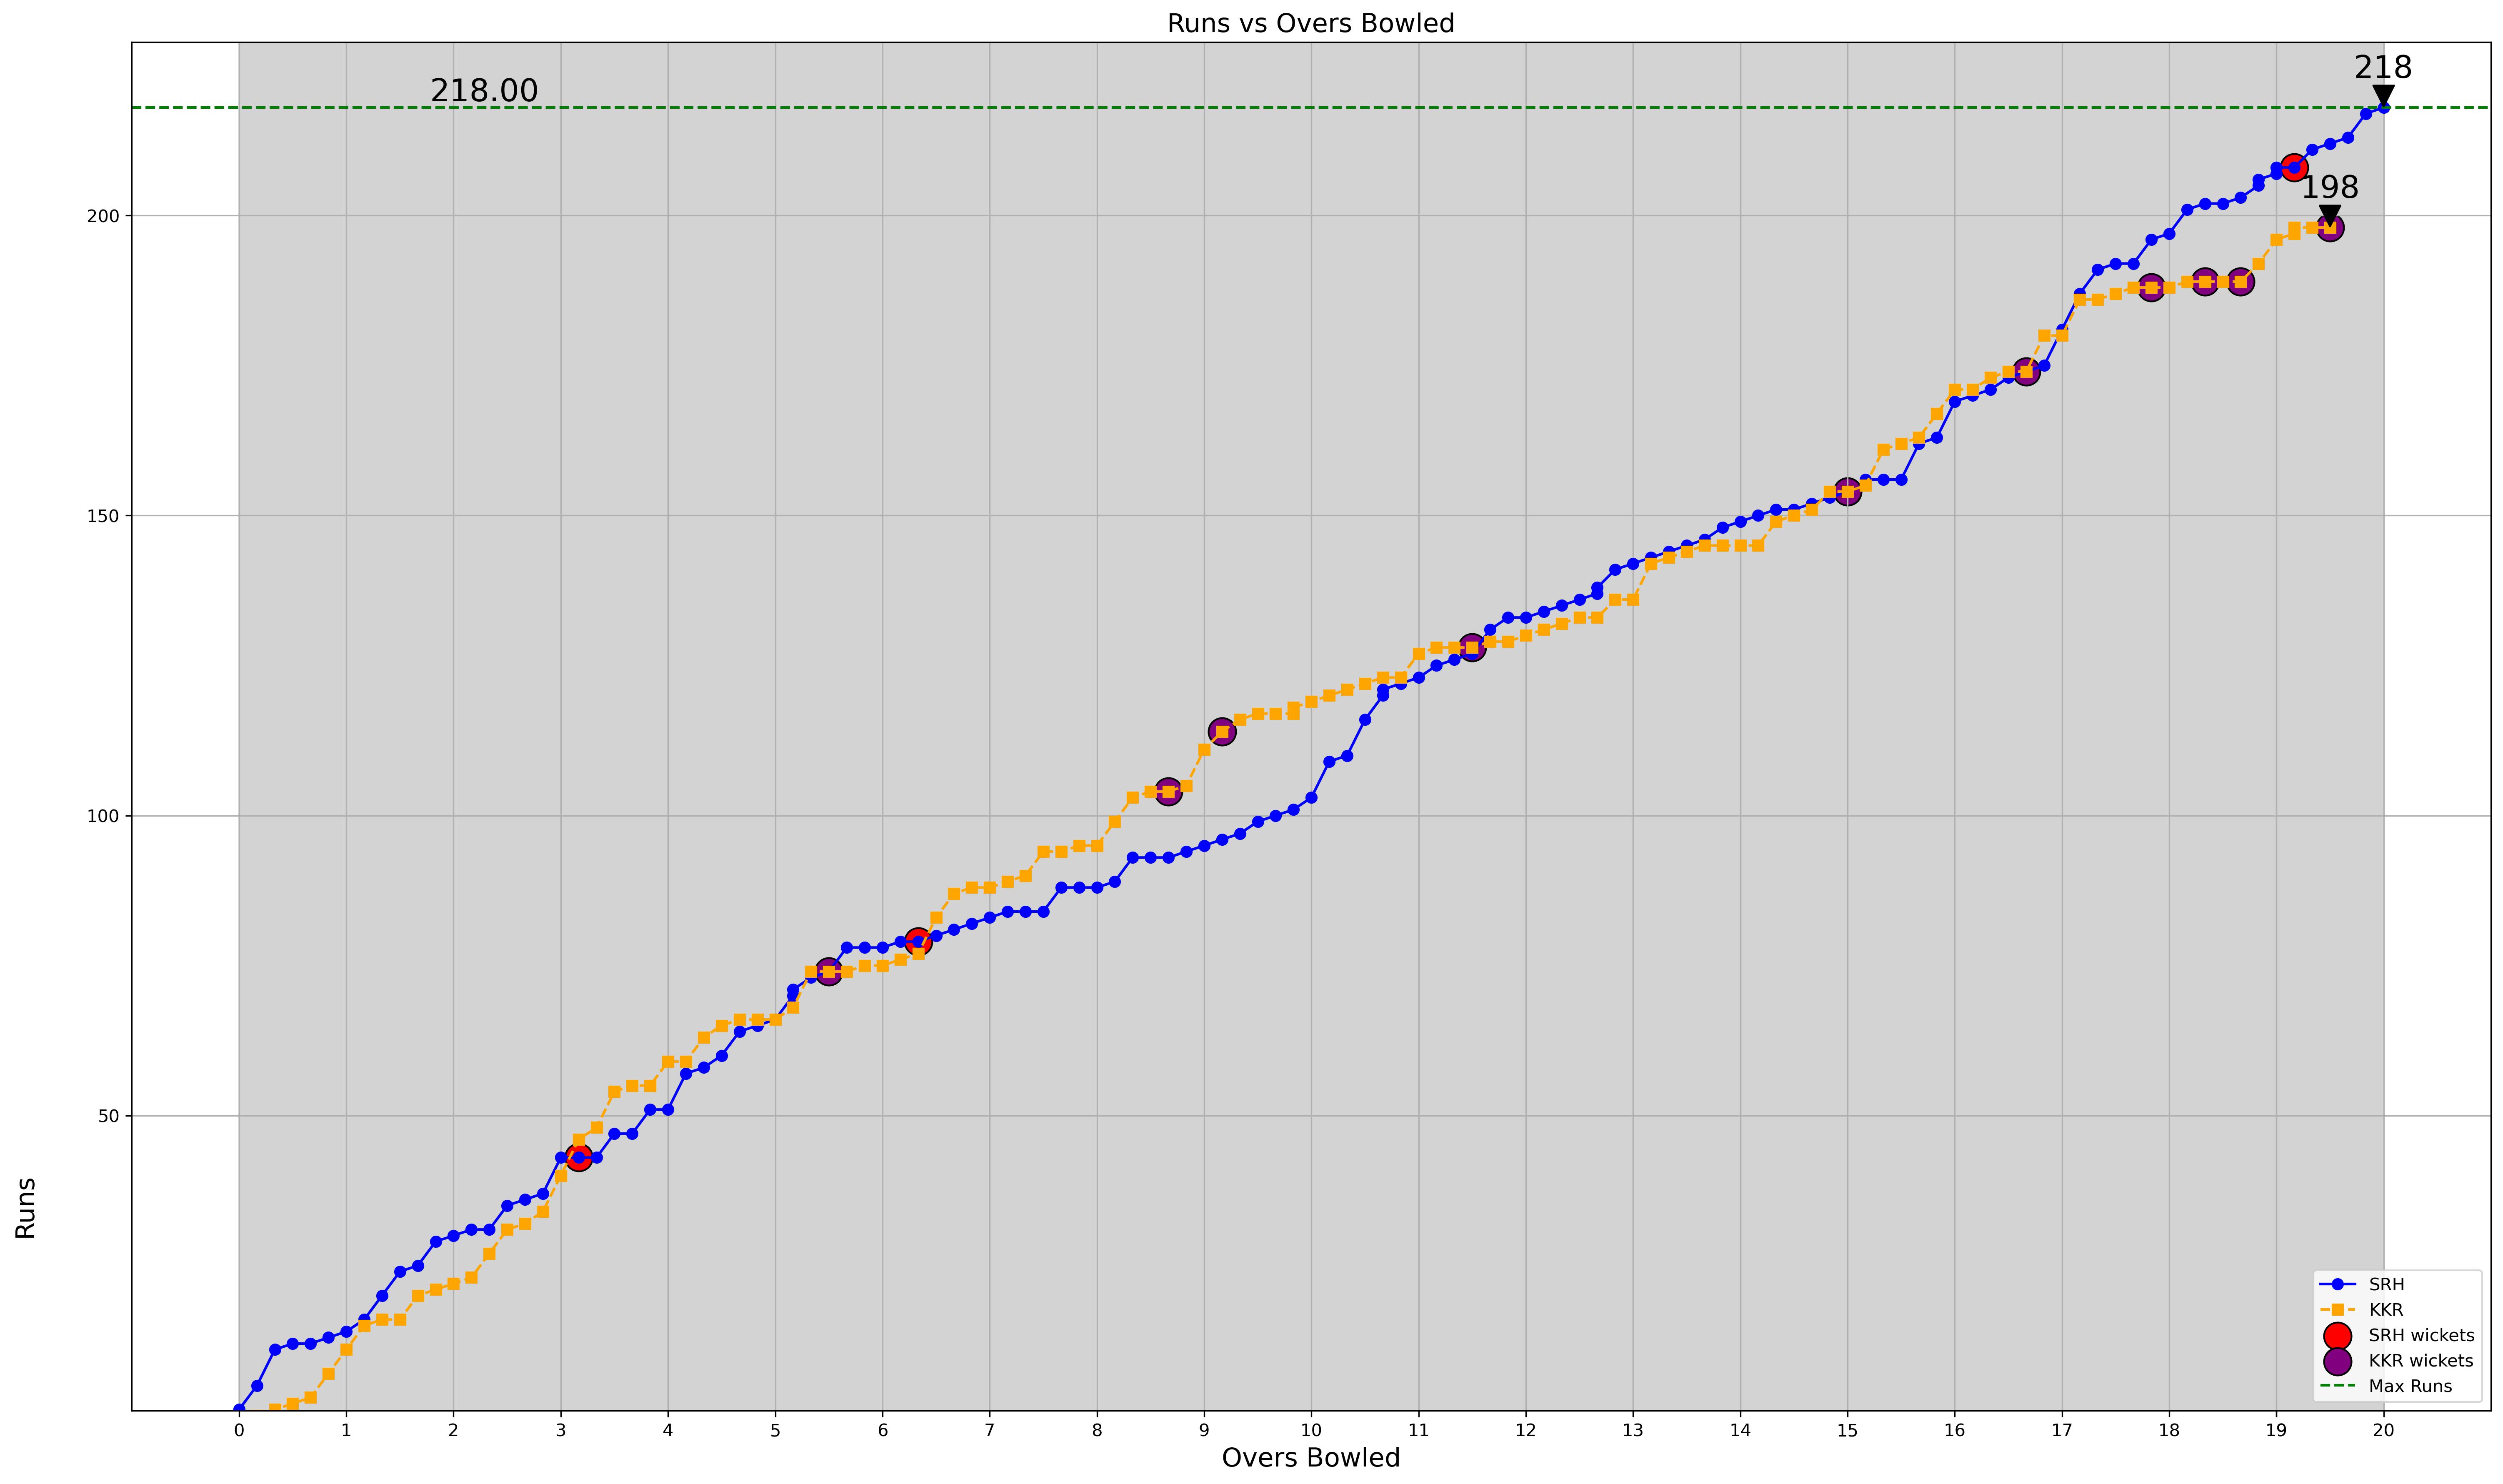 Runs vs Overs Bowled
218.00
218
198
200
150
100
50
Runs
0 1 2 3 4 5 6 7 8 9 10 11 12 13 14 15 16 17 18 19 20
Overs Bowled
SRH
KKR
SRH wickets
KKR wickets
Max Runs